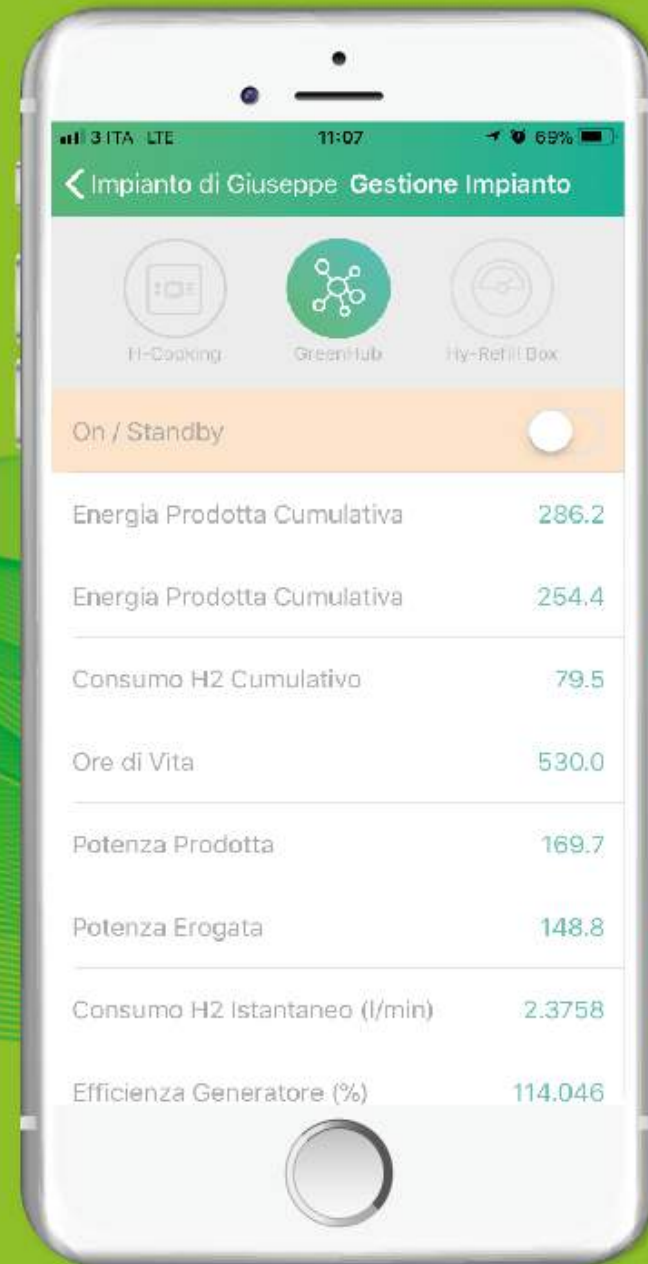 3 ITA LTE 11:07 69%
Impianto di Giuseppe Gestione Impianto
H-Cooking GreenHub Hy-Refill Box
On / Standby
Energia Prodotta Cumulativa 286.2
Energia Prodotta Cumulativa 254.4
Consumo H2 Cumulativo 79.5
Ore di Vita 530.0
Potenza Prodotta 169.7
Potenza Erogata 148.8
Consumo H2 Istantaneo (l/min) 2.3758
Efficienza Generatore (%) 114.046